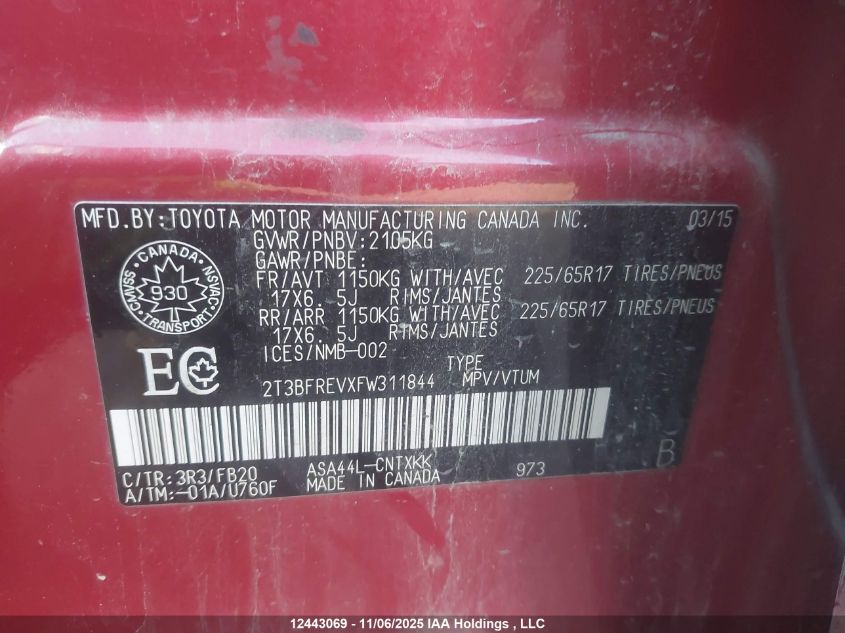 MFD.BY:TOYOTA MOTOR MANUFACTURING CANADA INC. 03/15
GVWR/PNBV:2105KG
GAWR/PNBE:
FR/AVT 1150KG WITH/AVEC 225/65R17 TIRES/PNEUS
17X6.5J RIMS/JANTES
RR/ARR 1150KG WITH/AVEC 225/65R17 TIRES/PNEUS
17X6.5J RIMS/JANTES
ICES/NMB-002
CANADA
CMVSS NSVAC
930
TRANSPORT
EC
TYPE
2T3BFREVXFW311844 MPV/VTUM
C/TR:3R3/FB20 ASA44L-CNTXKK 973 B
A/TM:-01A/U760F MADE IN CANADA
12443069 - 11/06/2025 IAA Holdings , LLC